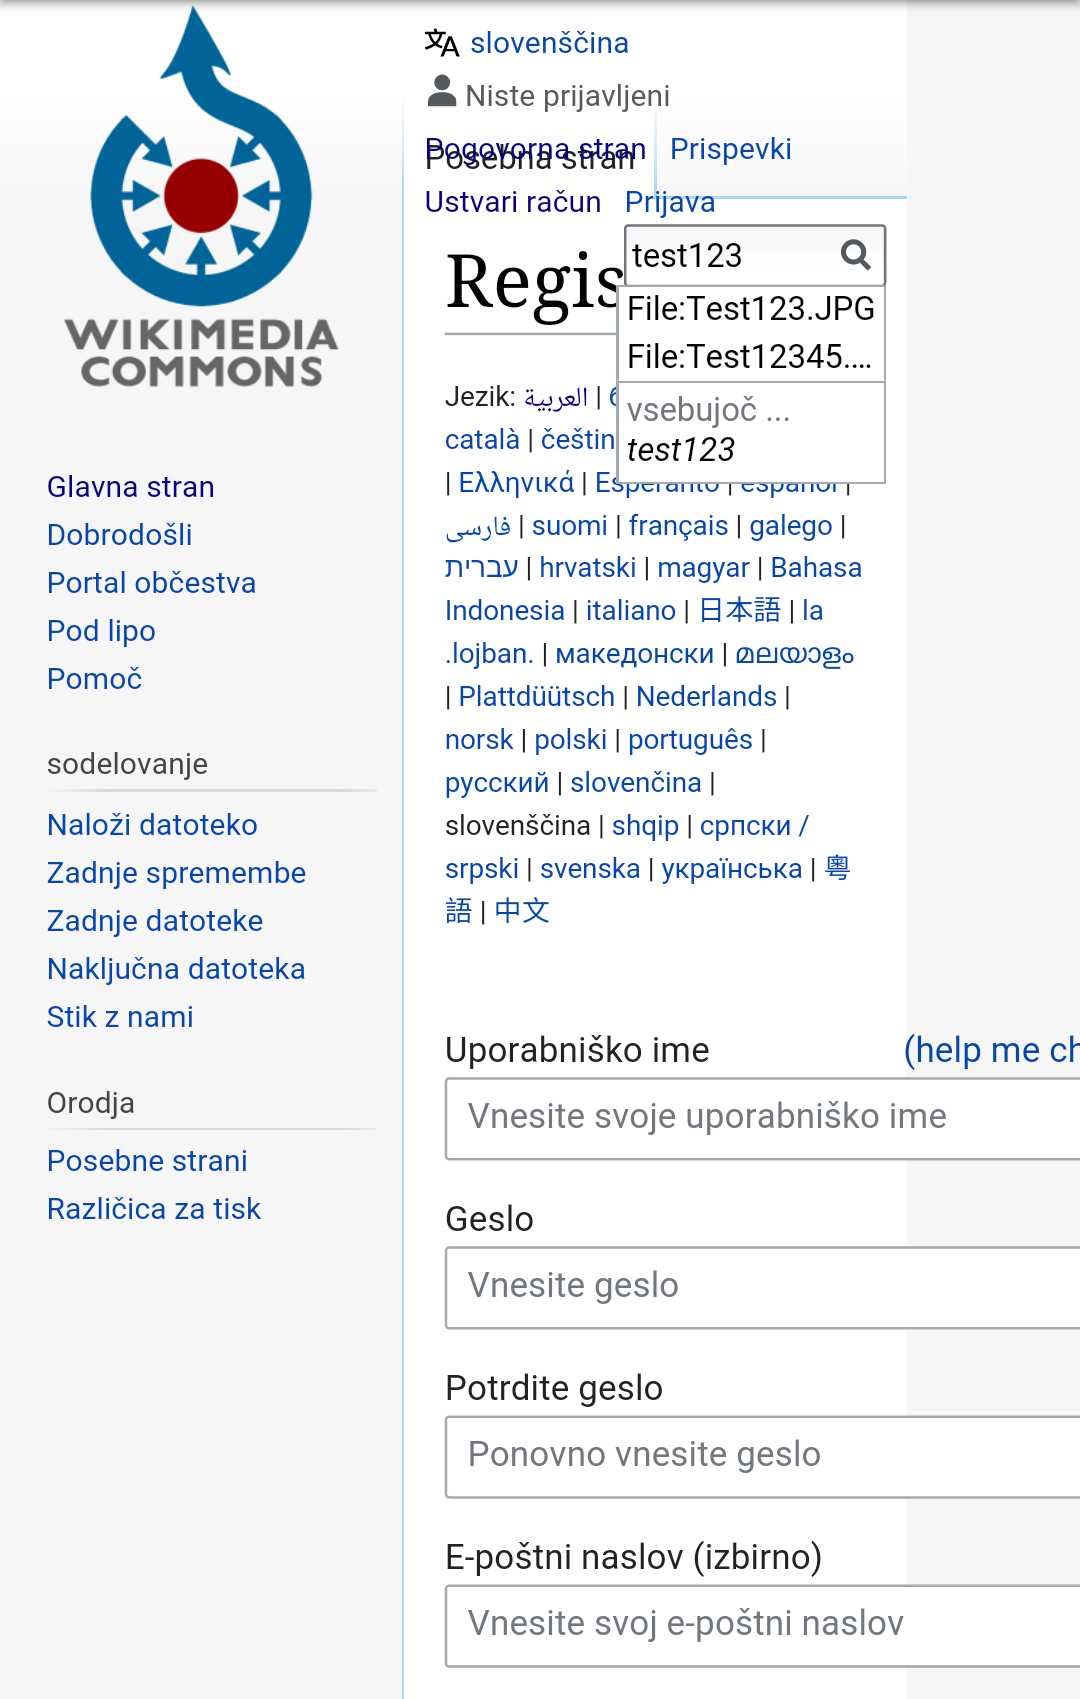 WIKIMEDIA
COMMONS
slovenščina
Niste prijavljeni
Pogovorna stran Prispevki
Posebna stran
Ustvari račun Prijava
test123
File:Test123.JPG
File:Test12345....
vsebujoč ...
test123
Regis
Jezik: العربية |
català | češtin
| Ελληνικά | Esperanto | español |
فارسی | suomi | français | galego |
עברית | hrvatski | magyar | Bahasa
Indonesia | italiano | 日本語 | la
.lojban. | македонски | മലയാളം
| Plattdüütsch | Nederlands |
norsk | polski | português |
русский | slovenčina |
slovenščina | shqip | српски /
srpski | svenska | українська | 粵
語 | 中文
Glavna stran
Dobrodošli
Portal občestva
Pod lipo
Pomoč
sodelovanje
Naloži datoteko
Zadnje spremembe
Zadnje datoteke
Naključna datoteka
Stik z nami
Orodja
Posebne strani
Različica za tisk
Uporabniško ime (help me ch
Vnesite svoje uporabniško ime
Geslo
Vnesite geslo
Potrdite geslo
Ponovno vnesite geslo
E-poštni naslov (izbirno)
Vnesite svoj e-poštni naslov